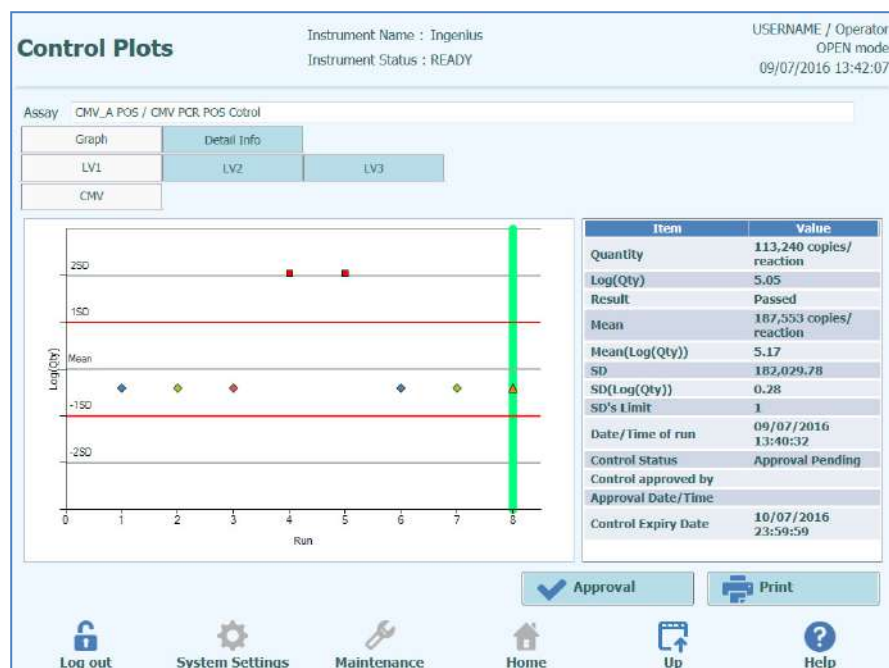 Control Plots
Instrument Name : Ingenius
Instrument Status : READY
USERNAME / Operator
OPEN mode
09/07/2016 13:42:07
Assay CMV_A POS / CMV PCR POS Cotrol
Graph Detail Info
LV1 LV2 LV3
CMV
Log(Qty)
2SD
1SD
Mean
-1SD
-2SD
0 1 2 3 4 5 6 7 8
Run
Item Value
Quantity 113,240 copies/
reaction
Log(Qty) 5.05
Result Passed
Mean 187,553 copies/
reaction
Mean(Log(Qty)) 5.17
SD 182,029.78
SD(Log(Qty)) 0.28
SD's Limit 1
Date/Time of run 09/07/2016
13:40:32
Control Status Approval Pending
Control approved by
Approval Date/Time
Control Expiry Date 10/07/2016
23:59:59
Approval Print
Log out System Settings Maintenance Home Up Help